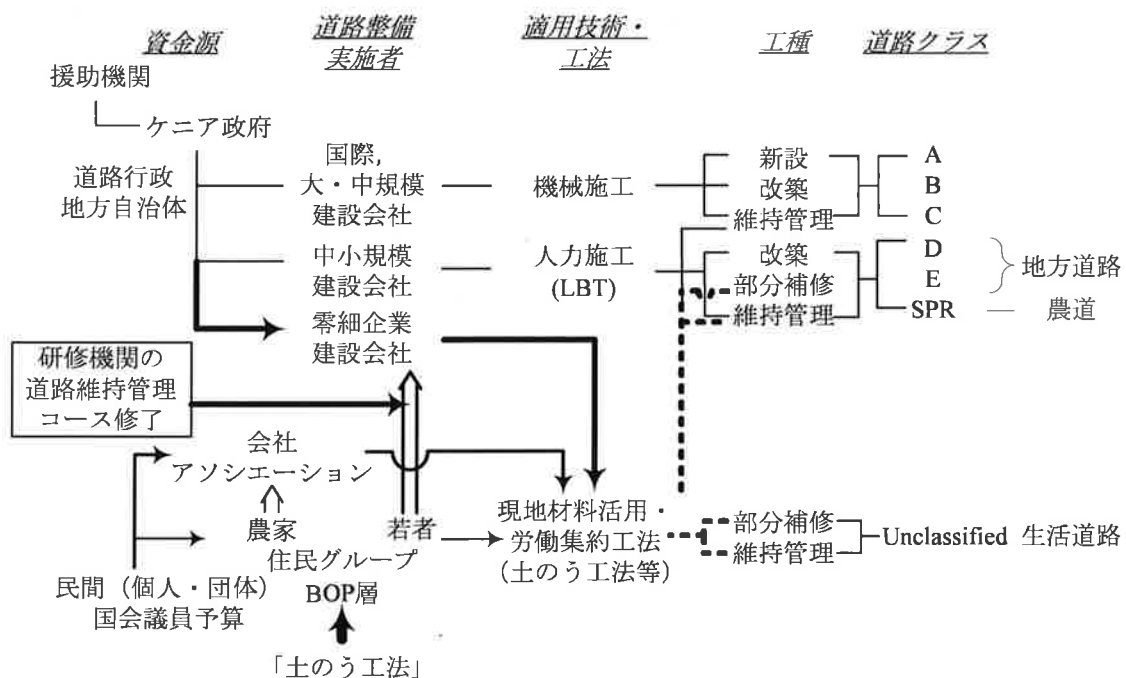 資金源
道路整備
実施者
適用技術・
工法
工種
道路クラス
援助機関
ケニア政府
道路行政
地方自治体
国際,
大・中規模
建設会社
機械施工
新設
改築
維持管理
A
B
C
中小規模
建設会社
人力施工
(LBT)
改築
部分補修
維持管理
D
E
SPR
地方道路
農道
零細企業
建設会社
研修機関の
道路維持管理
コース修了
会社
アソシエーション
農家
若者
住民グループ
BOP層
「土のう工法」
民間（個人・団体）
国会議員予算
現地材料活用・
労働集約工法
（土のう工法等）
部分補修
維持管理
Unclassified 生活道路